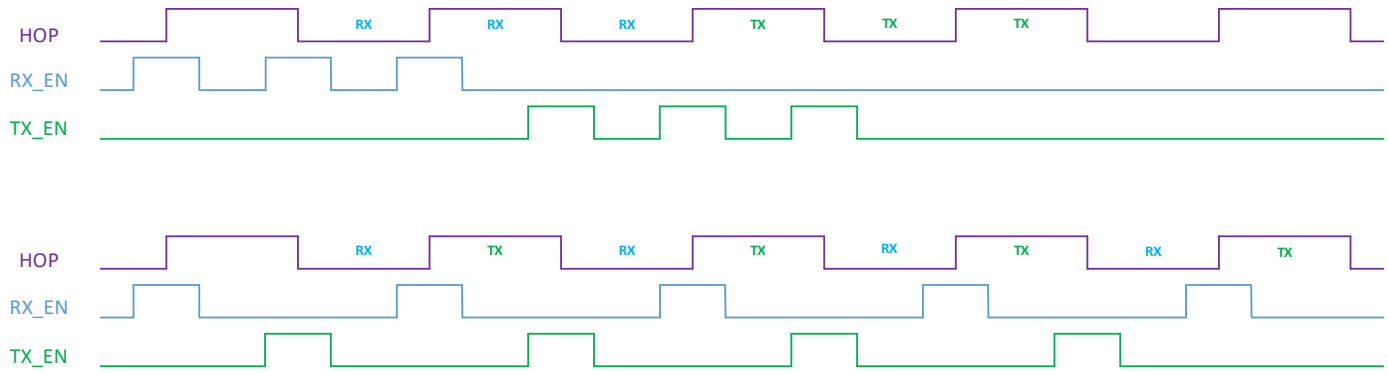 HOP RX RX RX TX TX TX
RX_EN
TX_EN
HOP RX TX RX TX RX TX RX TX
RX_EN
TX_EN